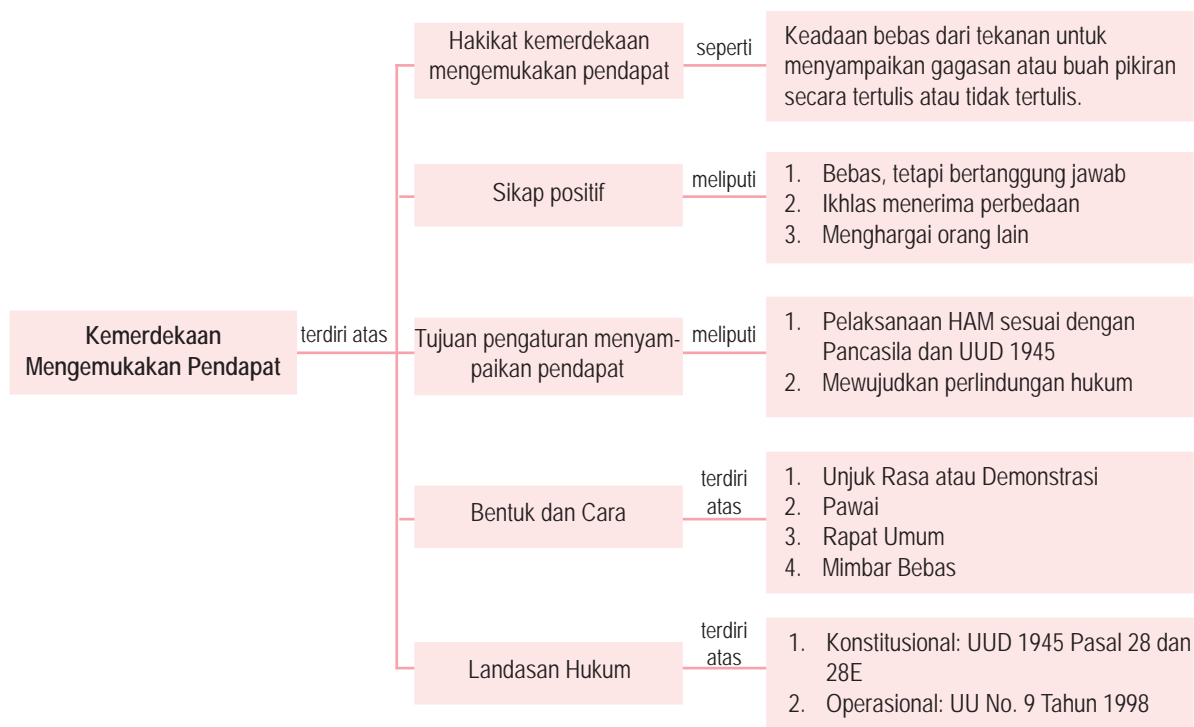 Kemerdekaan
Mengemukakan Pendapat
terdiri atas
Hakikat kemerdekaan
mengemukakan pendapat
seperti
Keadaan bebas dari tekanan untuk
menyampaikan gagasan atau buah pikiran
secara tertulis atau tidak tertulis.
Sikap positif
meliputi
1. Bebas, tetapi bertanggung jawab
2. Ikhlas menerima perbedaan
3. Menghargai orang lain
Tujuan pengaturan menyam-
paikan pendapat
meliputi
1. Pelaksanaan HAM sesuai dengan
Pancasila dan UUD 1945
2. Mewujudkan perlindungan hukum
Bentuk dan Cara
terdiri
atas
1. Unjuk Rasa atau Demonstrasi
2. Pawai
3. Rapat Umum
4. Mimbar Bebas
Landasan Hukum
terdiri
atas
1. Konstitusional: UUD 1945 Pasal 28 dan
28E
2. Operasional: UU No. 9 Tahun 1998